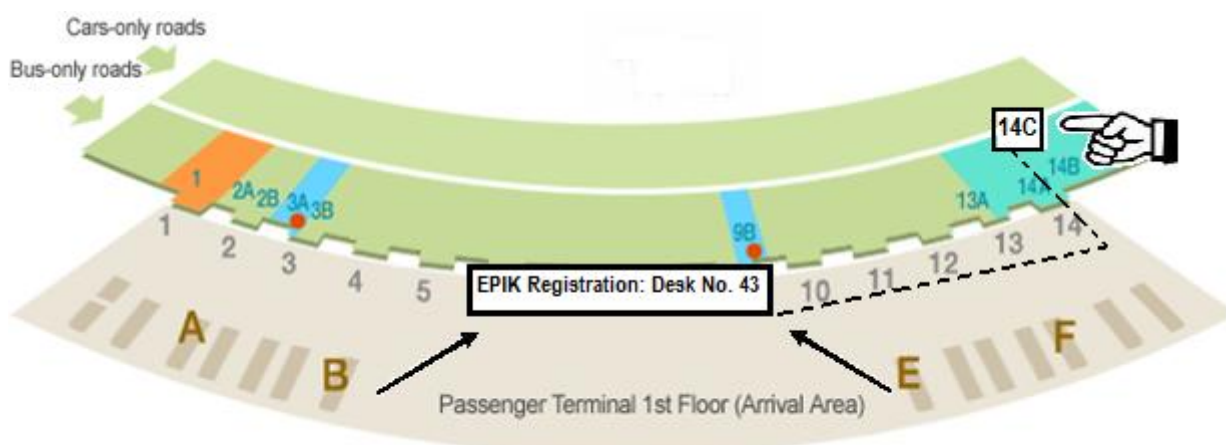 Cars-only roads
Bus-only roads
14C
1
2A
2B
3A
3B
9B
13A
14A
14B
1
2
3
4
5
10
11
12
13
14
EPIK Registration: Desk No. 43
A
B
E
F
Passenger Terminal 1st Floor (Arrival Area)